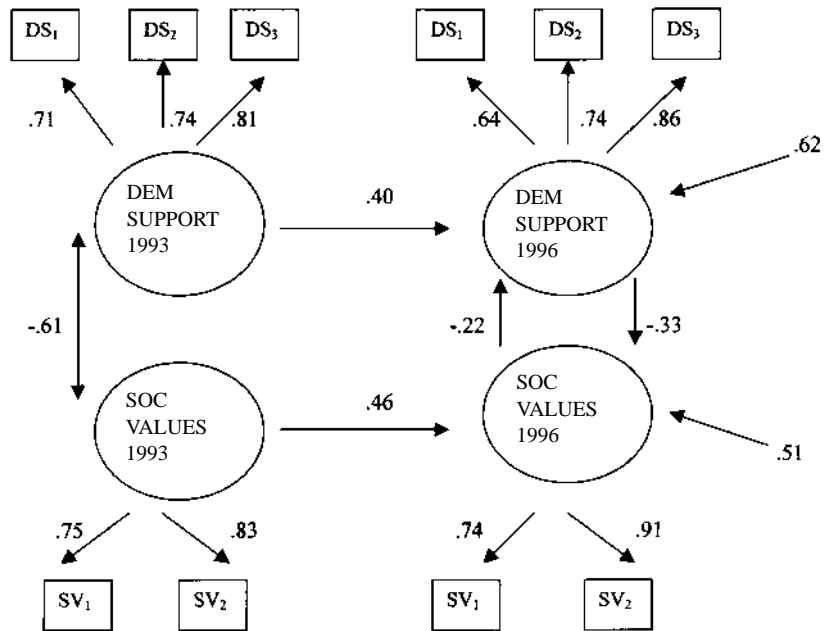 DS₁ DS₂ DS₃ DS₁ DS₂ DS₃
.71 .74 .81 .64 .74 .86
.62
DEM
SUPPORT
1993
.40
DEM
SUPPORT
1996
-.61
-.22
-.33
SOC
VALUES
1993
.46
SOC
VALUES
1996
.51
.75 .83 .74 .91
SV₁ SV₂ SV₁ SV₂